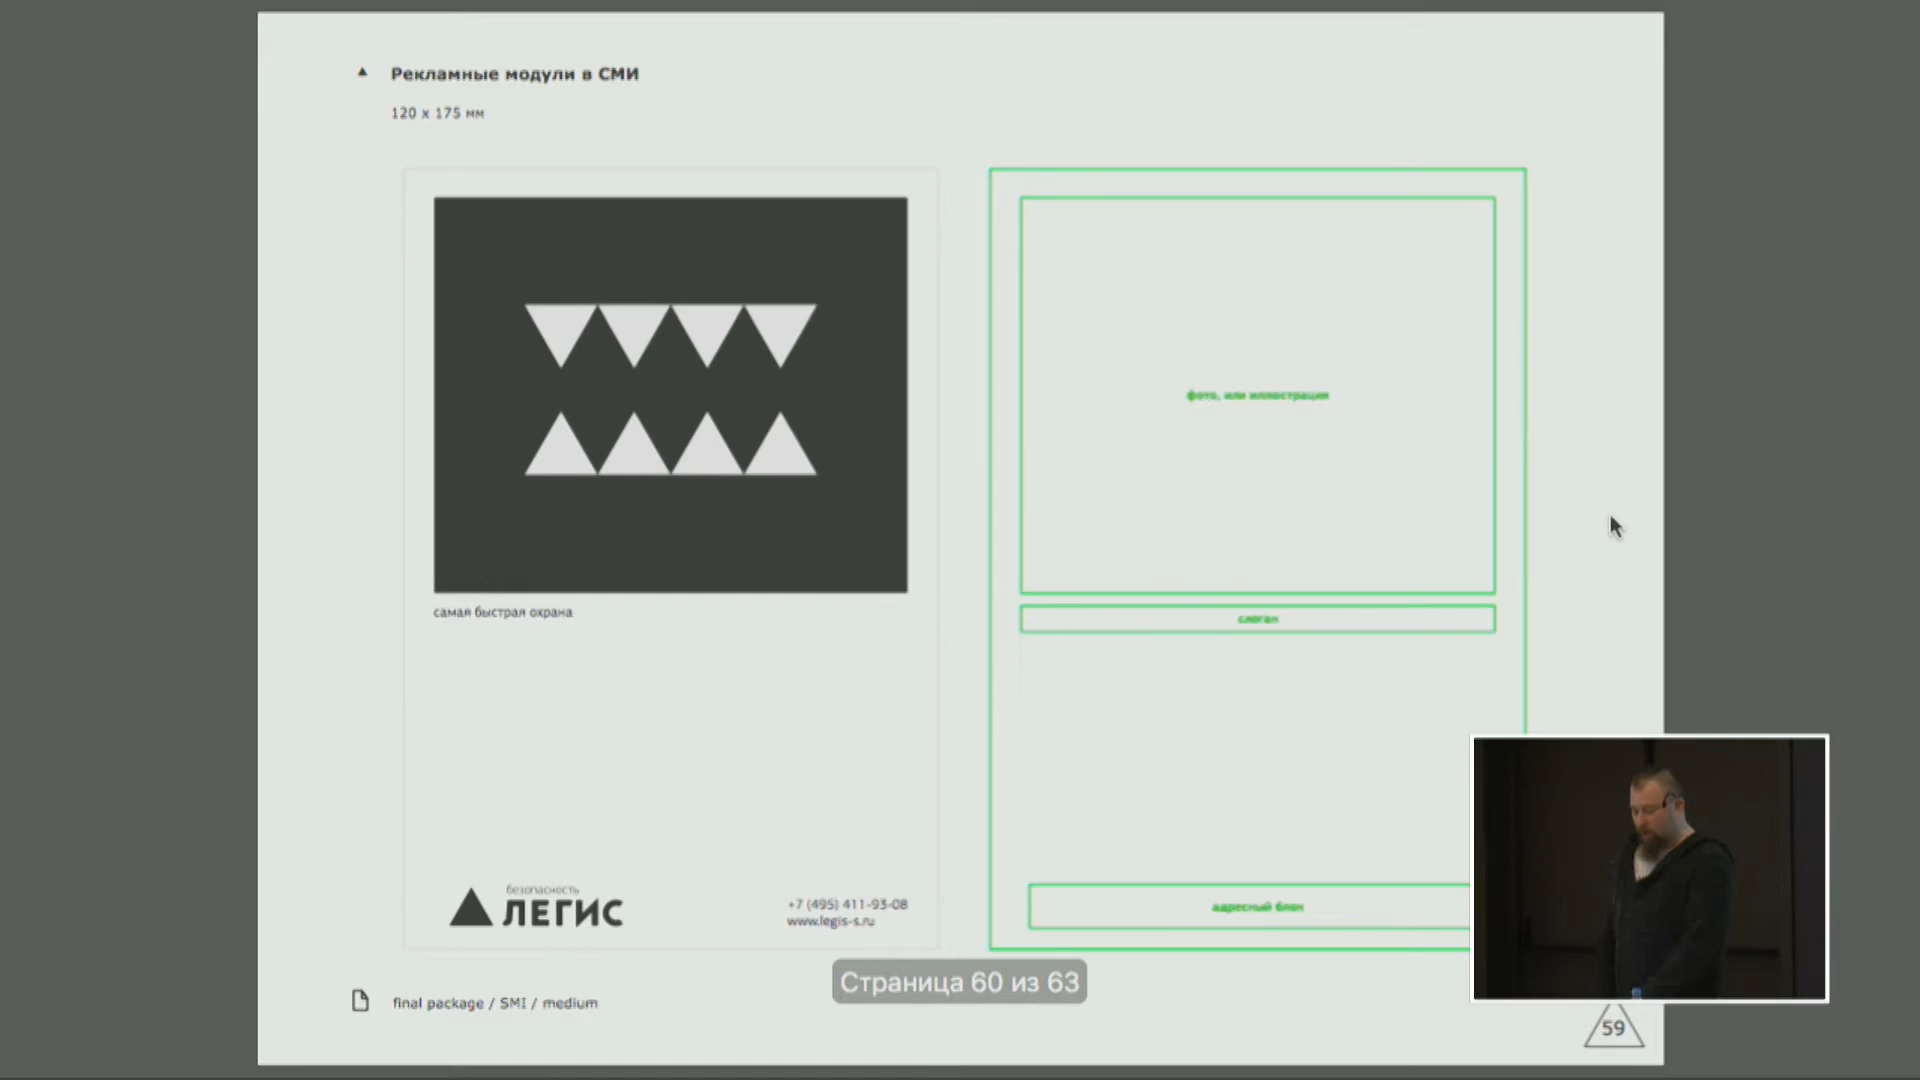 Рекламные модули в СМИ
120 x 175 мм
фото, или иллюстрация
самая быстрая охрана
слоган
безопасность
ЛЕГИС
+7 (495) 411-93-08
www.legis-s.ru
адресный блок
Страница 60 из 63
final package / SMI / medium
59